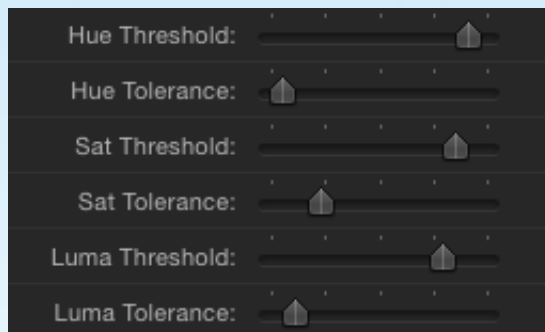 Hue Threshold:
Hue Tolerance:
Sat Threshold:
Sat Tolerance:
Luma Threshold:
Luma Tolerance: